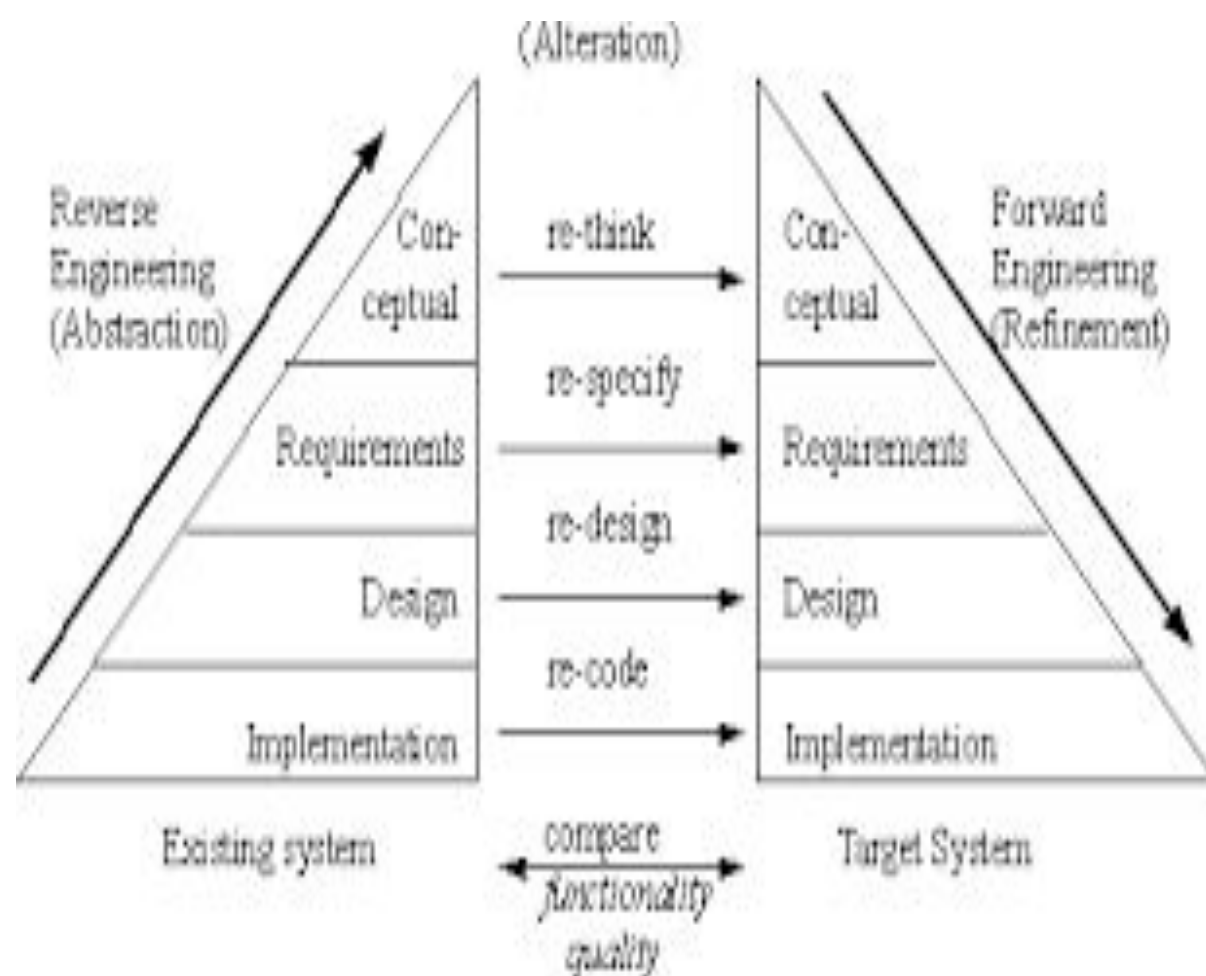 (Alteration)
Reverse
Engineering
(Abstraction)
Con-
ceptual
re-think
Con-
ceptual
Forward
Engineering
(Refinement)
re-specify
Requirements
Requirements
re-design
Design
Design
re-code
Implementation
Implementation
Existing system
compare
functionality
quality
Target System